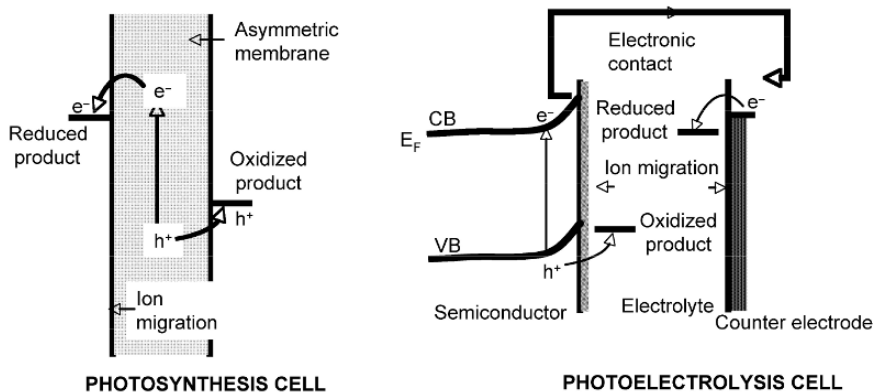 Asymmetric
membrane
e⁻
e⁻
Reduced
product
Oxidized
product
h⁺
h⁺
Ion
migration
PHOTOSYNTHESIS CELL
Electronic
contact
CB
E_F
e⁻
Reduced
product
e⁻
Ion migration
VB
h⁺
Oxidized
product
Semiconductor
Electrolyte
Counter electrode
PHOTOELECTROLYSIS CELL